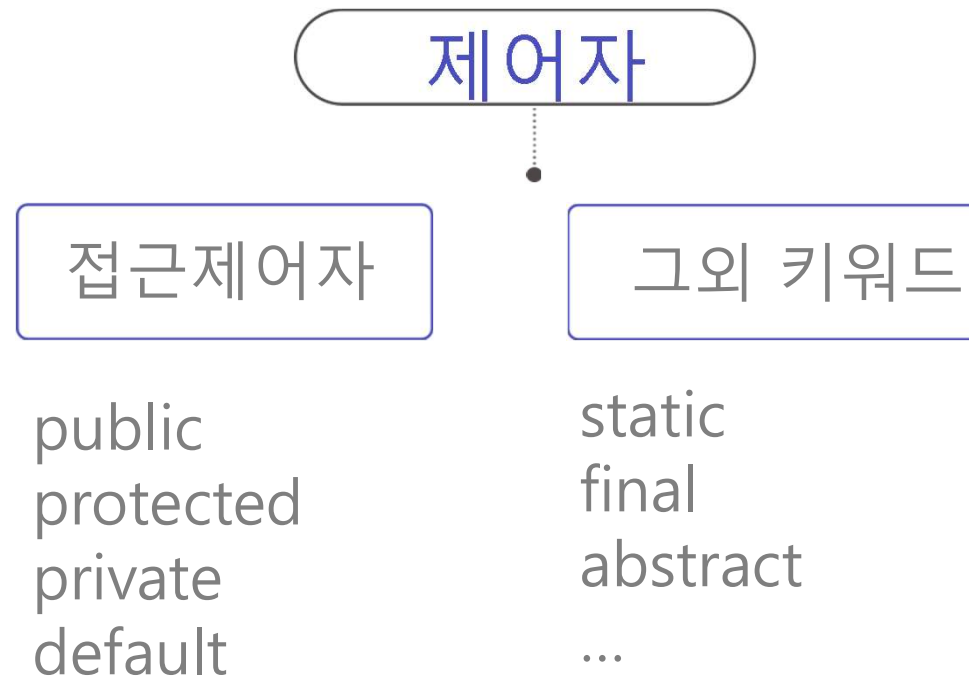 제어자
접근제어자
public
protected
private
default
그외 키워드
static
final
abstract
...